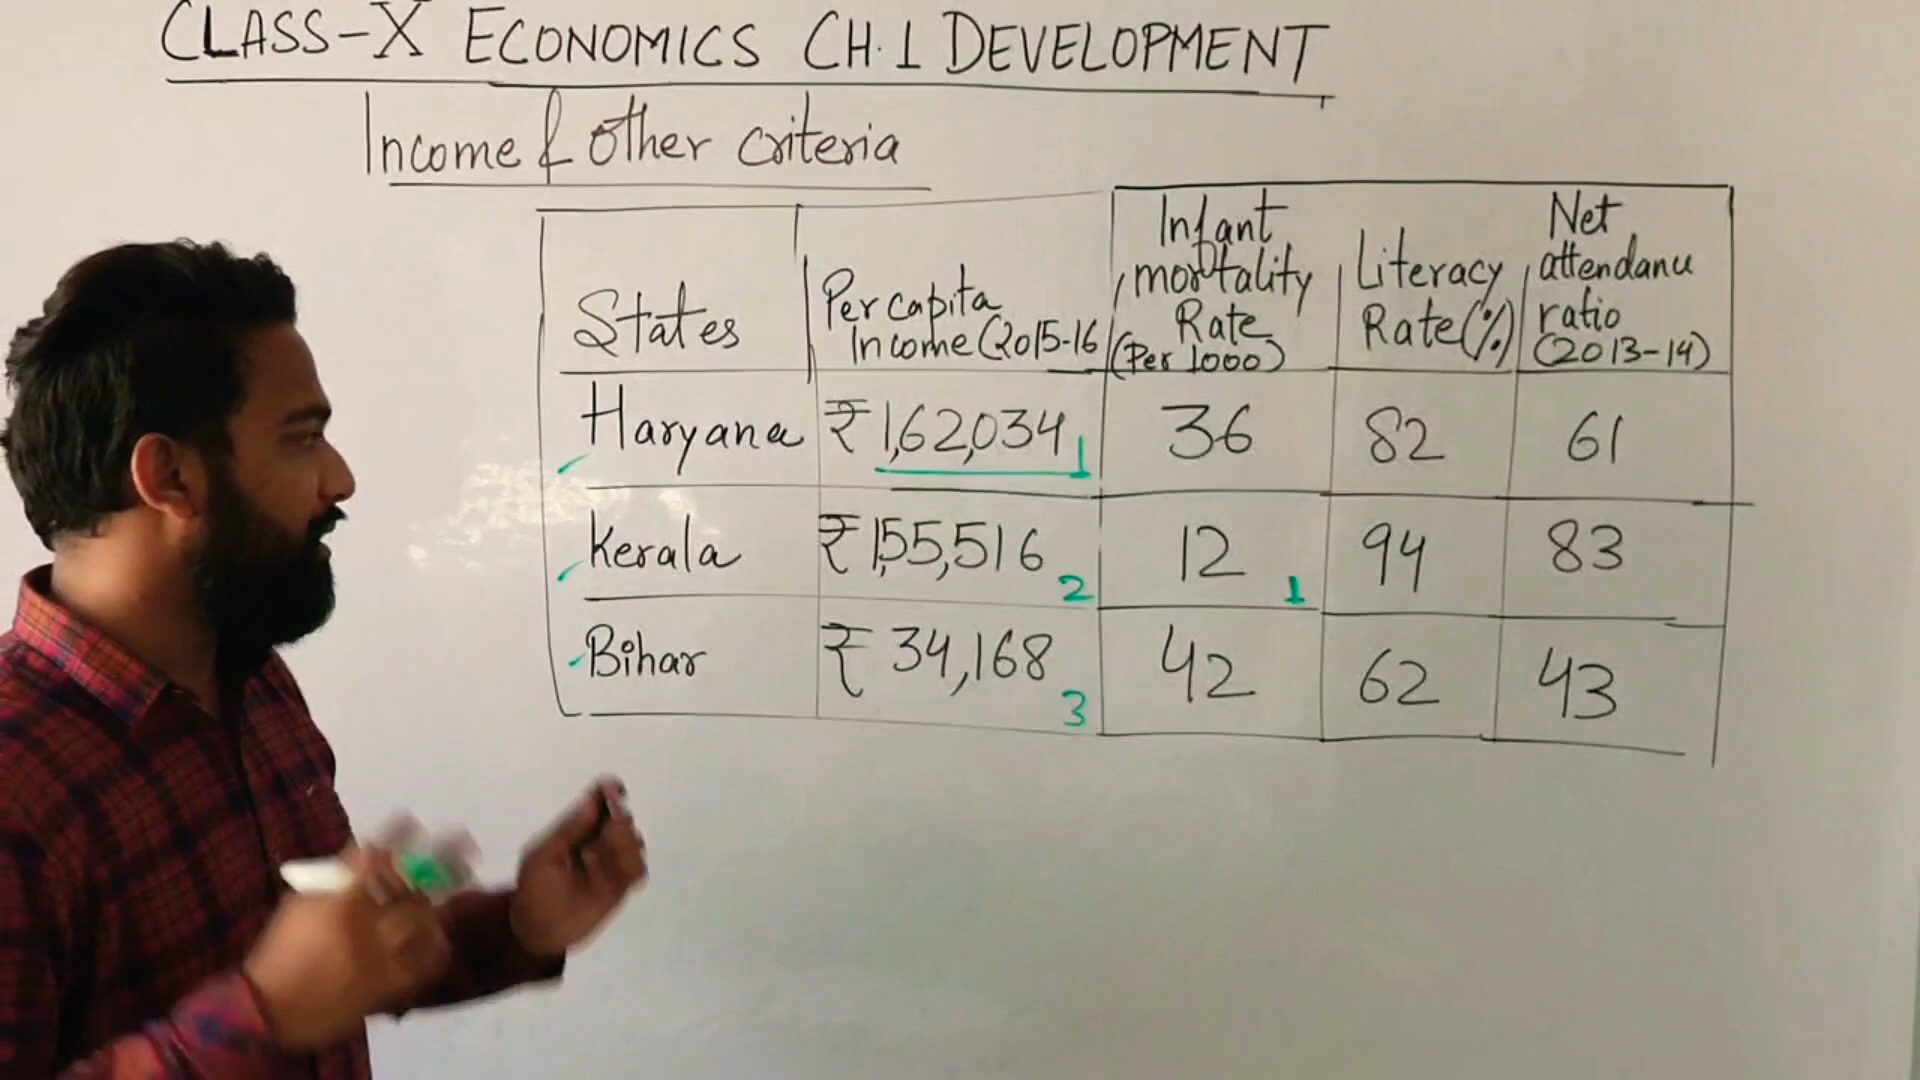 CLASS-X ECONOMICS CH.1 DEVELOPMENT
Income & other criteria
States
Per capita
Income (2015-16
Infant
mortality
Rate
(Per 1000)
Literacy
Rate (%)
Net
attendance
ratio
(2013-14)
Haryana ₹ 1,62,034 1 36 82 61
Kerala ₹ 1,55,516 2 12 1 94 83
Bihar ₹ 34,168 3 42 62 43